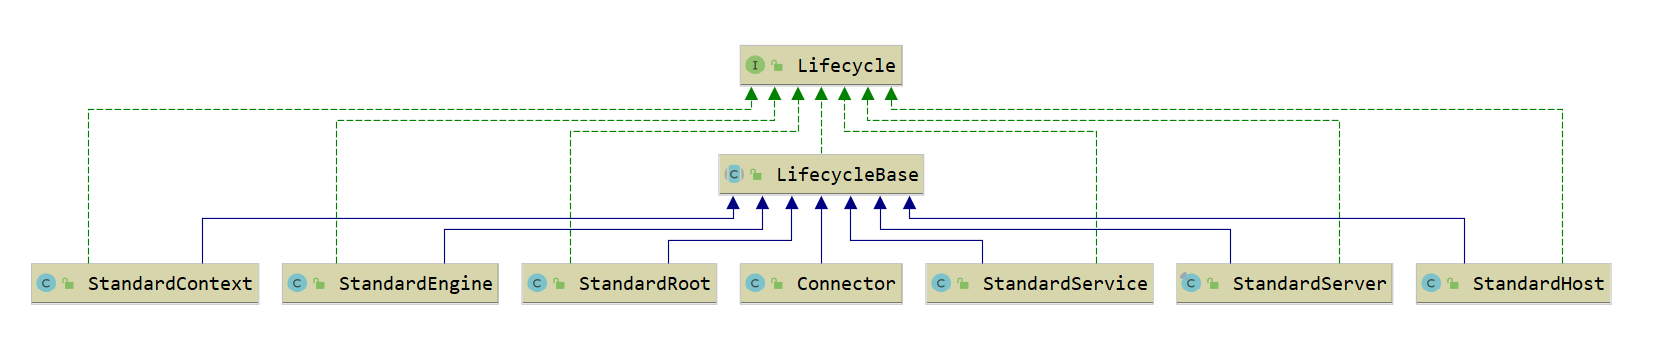 I Lifecycle
C LifecycleBase
C StandardContext C StandardEngine C StandardRoot C Connector C StandardService C StandardServer C StandardHost